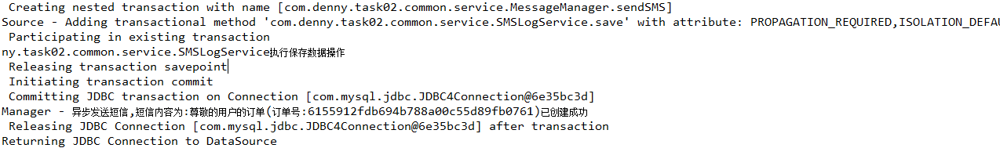 Creating nested transaction with name [com.denny.task02.common.service.MessageManager.sendSMS]
Source - Adding transactional method 'com.denny.task02.common.service.SMSLogService.save' with attribute: PROPAGATION_REQUIRED,ISOLATION_DEFAU
Participating in existing transaction
ny.task02.common.service.SMSLogService执行保存数据操作
Releasing transaction savepoint
Initiating transaction commit
Committing JDBC transaction on Connection [com.mysql.jdbc.JDBC4Connection@6e35bc3d]
Manager - 异步发送短信,短信内容为:尊敬的用户的订单(订单号:6155912fdb694b788a00c55d89fb0761)已创建成功
Releasing JDBC Connection [com.mysql.jdbc.JDBC4Connection@6e35bc3d] after transaction
Returning JDBC Connection to DataSource